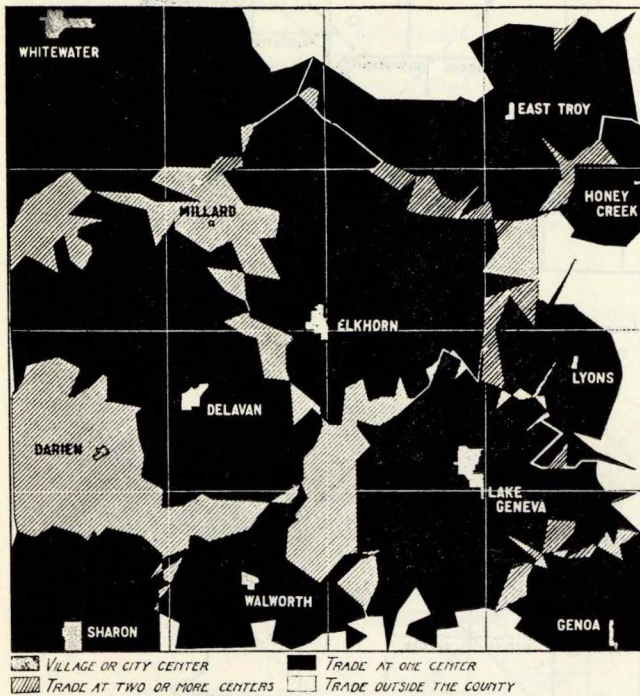 WHITEWATER
EAST TROY
HONEY
CREEK
MILLARD
ELKHORN
LYONS
DELAVAN
DARIEN
LAKE
GENEVA
WALWORTH
SHARON
GENOA
VILLAGE OR CITY CENTER
TRADE AT ONE CENTER
TRADE AT TWO OR MORE CENTERS
TRADE OUTSIDE THE COUNTY